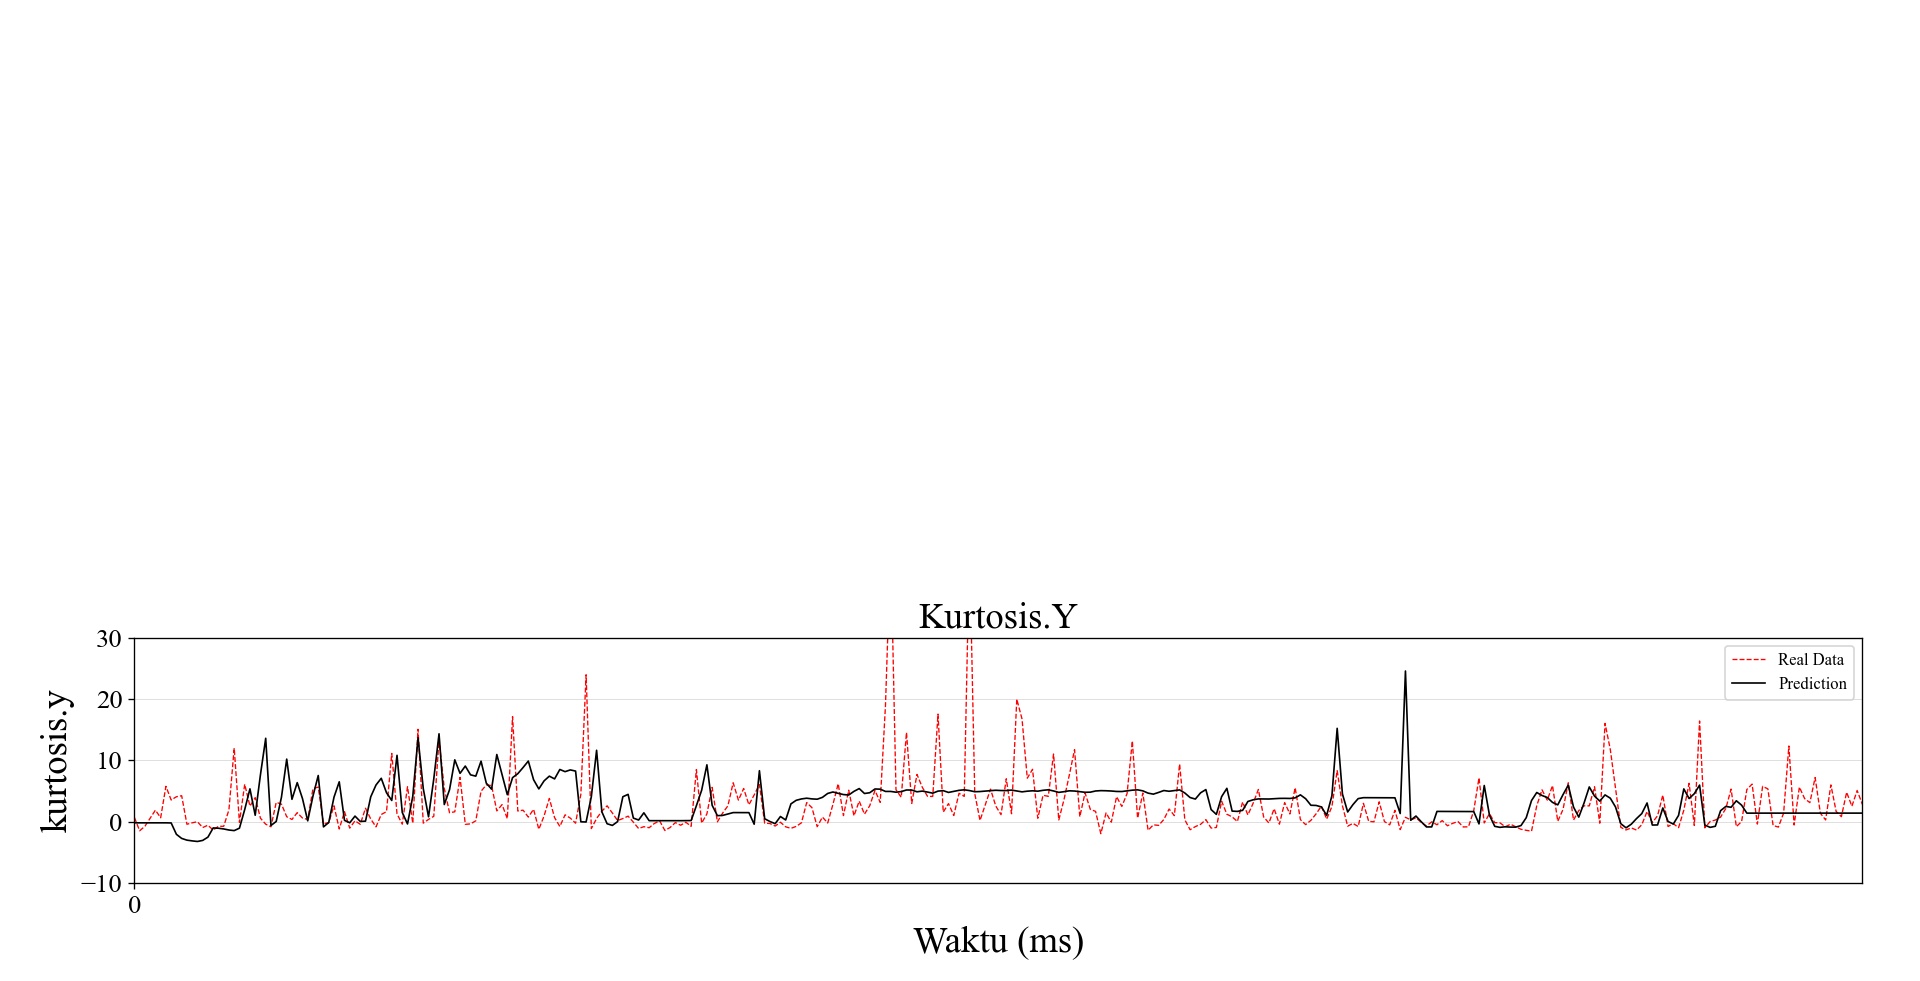 Kurtosis.Y
30
20
10
0
−10
0
kurtosis.y
Real Data
Prediction
Waktu (ms)